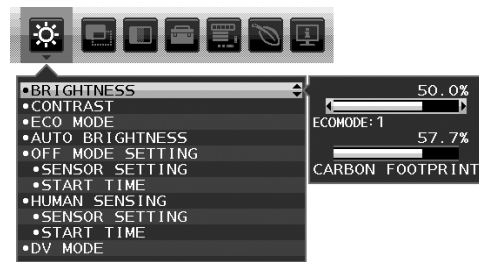 •BRIGHTNESS
•CONTRAST
•ECO MODE
•AUTO BRIGHTNESS
•OFF MODE SETTING
•SENSOR SETTING
•START TIME
•HUMAN SENSING
•SENSOR SETTING
•START TIME
•DV MODE
50.0%
ECOMODE:1
57.7%
CARBON FOOTPRINT